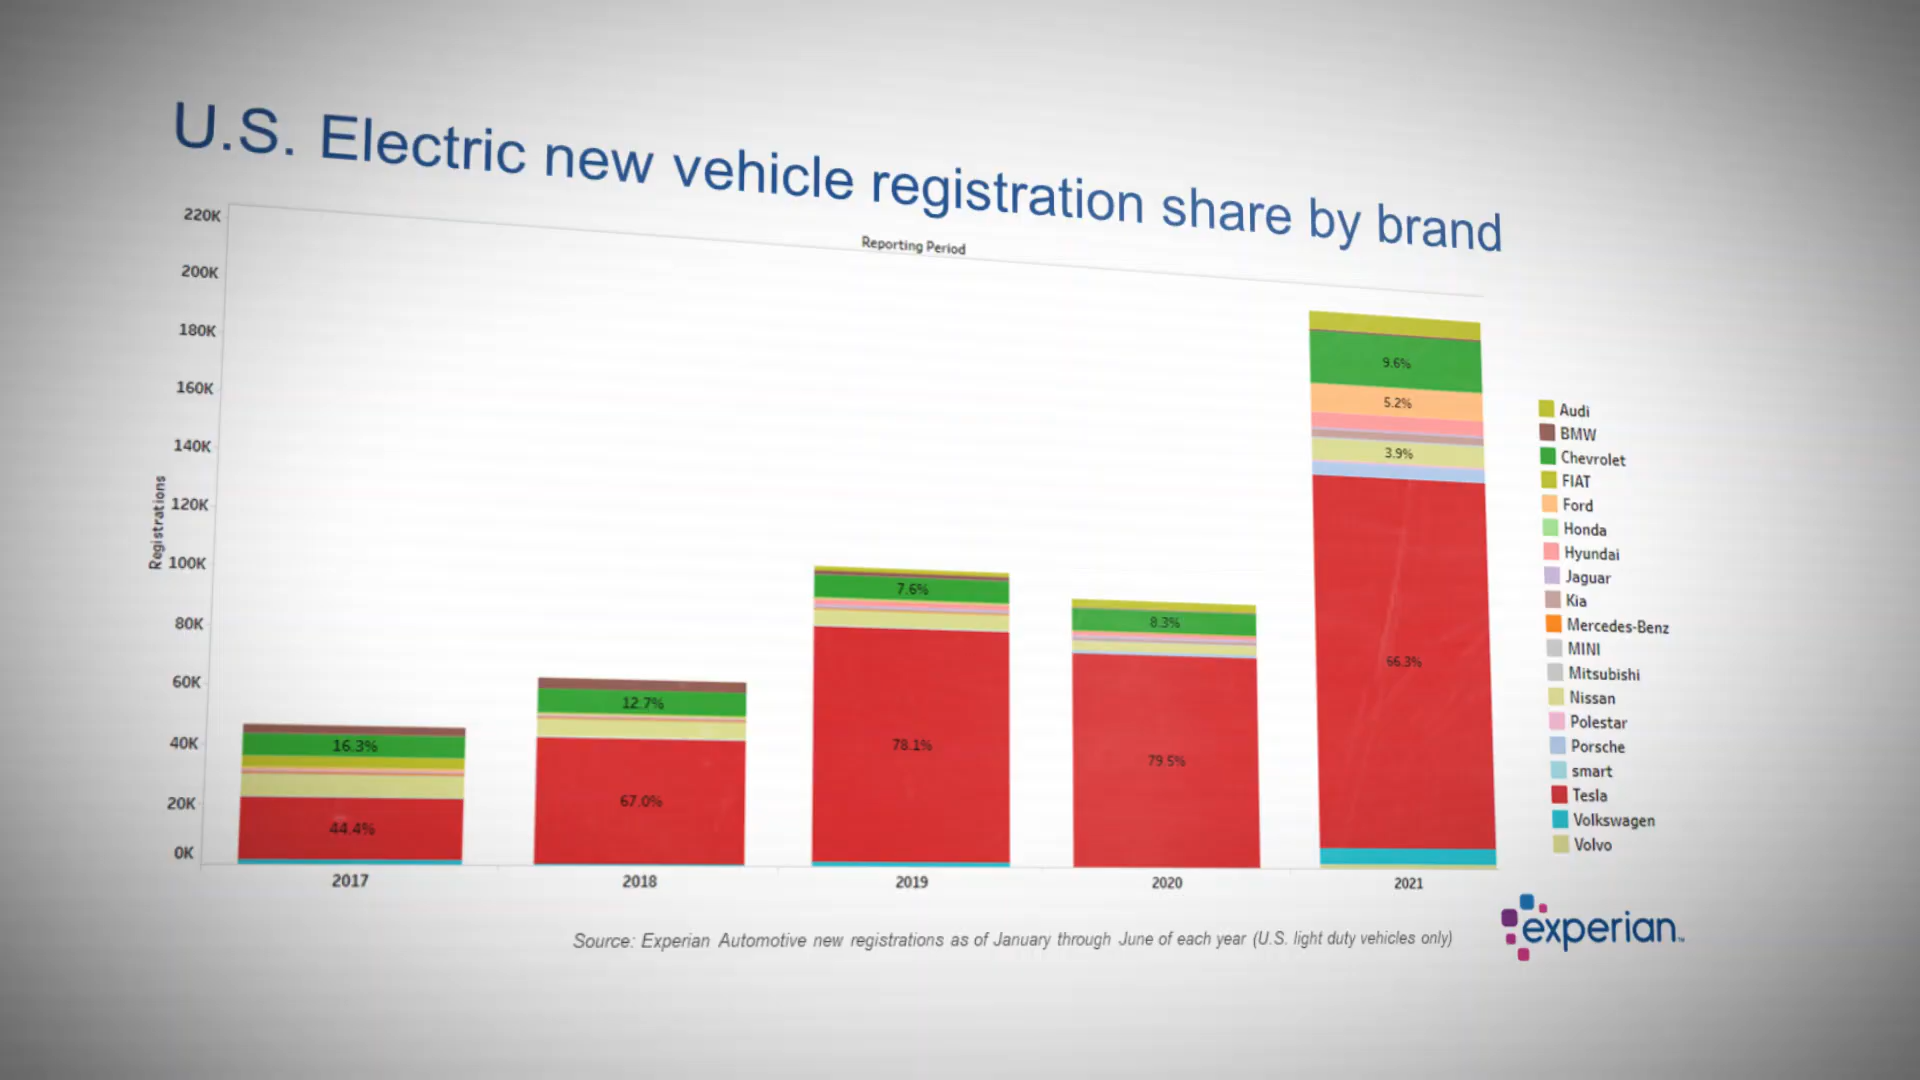 U.S. Electric new vehicle registration share by brand
Reporting Period
220K
200K
180K
160K
140K
120K
100K
80K
60K
40K
20K
0K
Registrations
16.3%
44.4%
12.7%
67.0%
7.6%
78.1%
8.3%
79.5%
9.6%
5.2%
3.9%
66.3%
2017
2018
2019
2020
2021
Audi
BMW
Chevrolet
FIAT
Ford
Honda
Hyundai
Jaguar
Kia
Mercedes-Benz
MINI
Mitsubishi
Nissan
Polestar
Porsche
smart
Tesla
Volkswagen
Volvo
Source: Experian Automotive new registrations as of January through June of each year (U.S. light duty vehicles only)
experian™